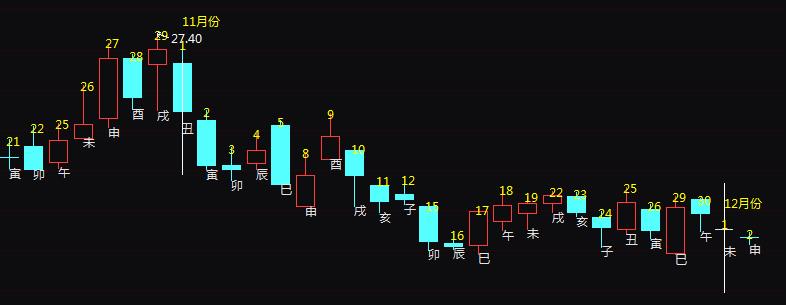 11月份
27.40
21
22
25
26
27
28
29
1
2
3
4
5
8
9
10
11
12
15
16
17
18
19
22
23
24
25
26
29
30
12月份
1
2
寅
卯
午
未
申
酉
戌
丑
寅
卯
辰
巳
申
酉
戌
亥
子
卯
辰
巳
午
未
戌
亥
子
丑
寅
巳
午
未
申